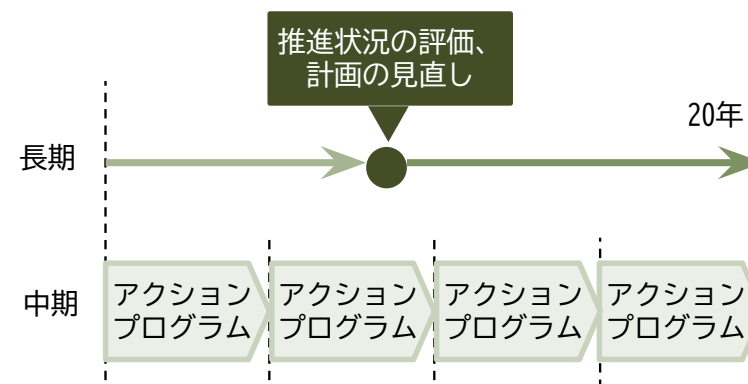 推進状況の評価、
計画の見直し
20年
長期
中期
アクション
プログラム
アクション
プログラム
アクション
プログラム
アクション
プログラム